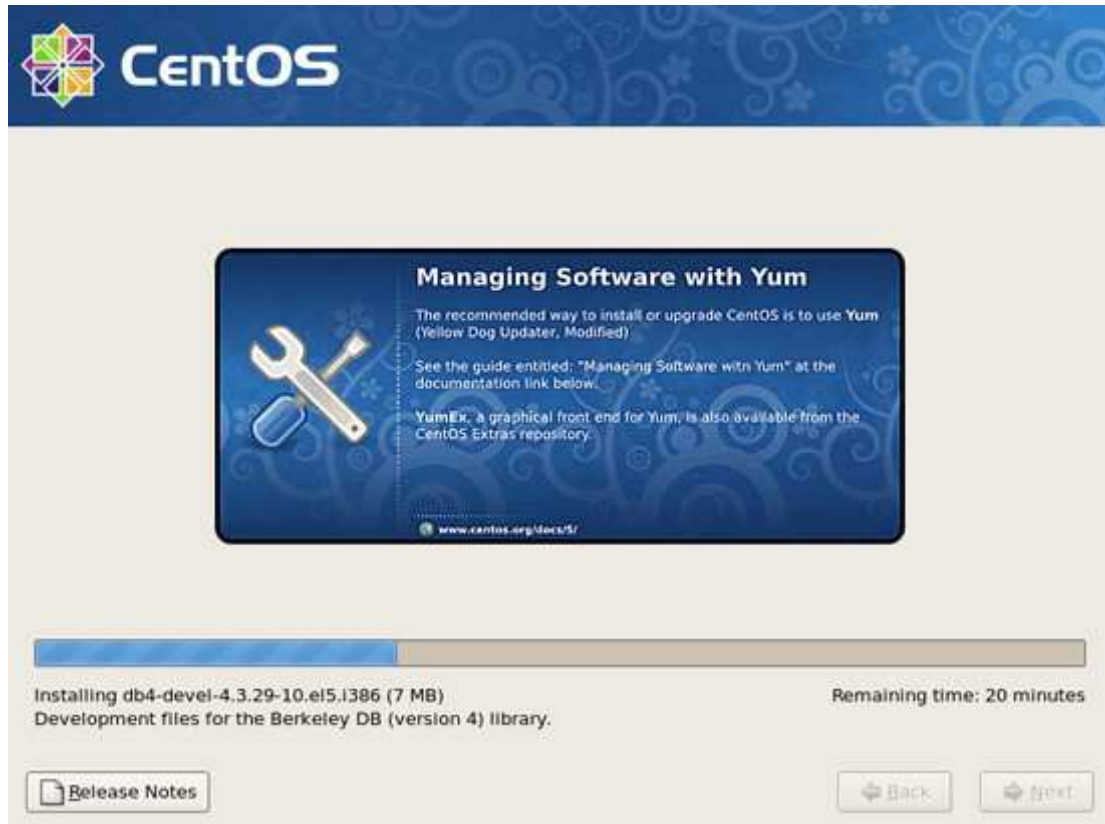 CentOS
Managing Software with Yum
The recommended way to install or upgrade CentOS is to use Yum
(Yellow Dog Updater, Modified)
See the guide entitled: "Managing Software with Yum" at the
documentation link below.
YumEx, a graphical front end for Yum, is also available from the
CentOS Extras repository.
www.centos.org/docs/5/
Installing db4-devel-4.3.29-10.el5.i386 (7 MB)
Remaining time: 20 minutes
Development files for the Berkeley DB (version 4) library.
Release Notes
Back
Next